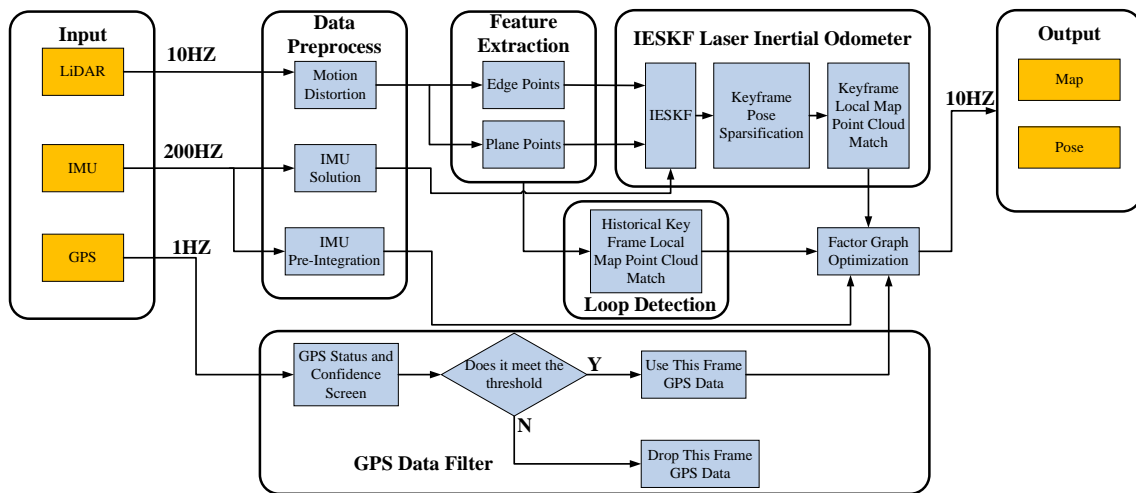 Input
LiDAR
IMU
GPS
10HZ
200HZ
1HZ
Data
Preprocess
Motion
Distortion
IMU
Solution
IMU
Pre-Integration
Feature
Extraction
Edge Points
Plane Points
IESKF Laser Inertial Odometer
IESKF
Keyframe
Pose
Sparsification
Keyframe
Local Map
Point Cloud
Match
Historical Key
Frame Local
Map Point Cloud
Match
Loop Detection
Factor Graph
Optimization
10HZ
Output
Map
Pose
GPS Status and
Confidence
Screen
Does it meet the
threshold
Y
N
Use This Frame
GPS Data
Drop This Frame
GPS Data
GPS Data Filter